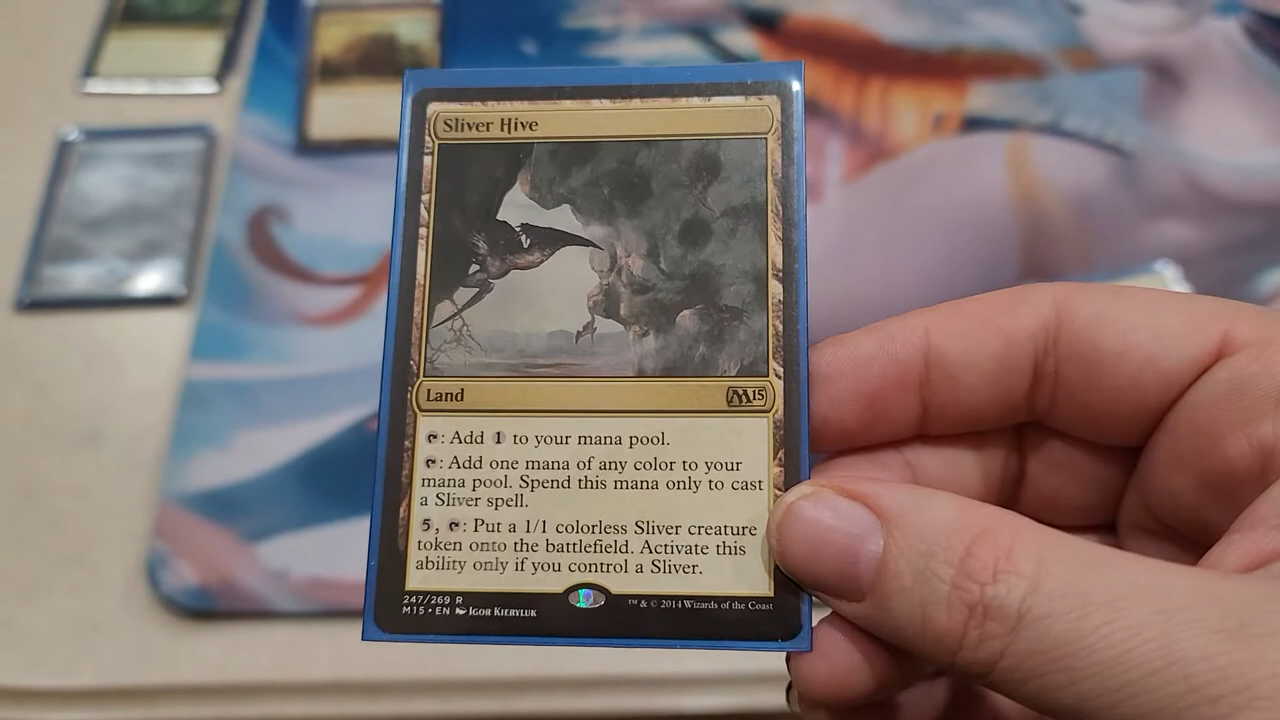 Sliver Hive
Land
M15
: Add 1 to your mana pool.
: Add one mana of any color to your
mana pool. Spend this mana only to cast
a Sliver spell.
5, : Put a 1/1 colorless Sliver creature
token onto the battlefield. Activate this
ability only if you control a Sliver.
247/269 R
M15 • EN Igor Kieryluk
™ & © 2014 Wizards of the Coast